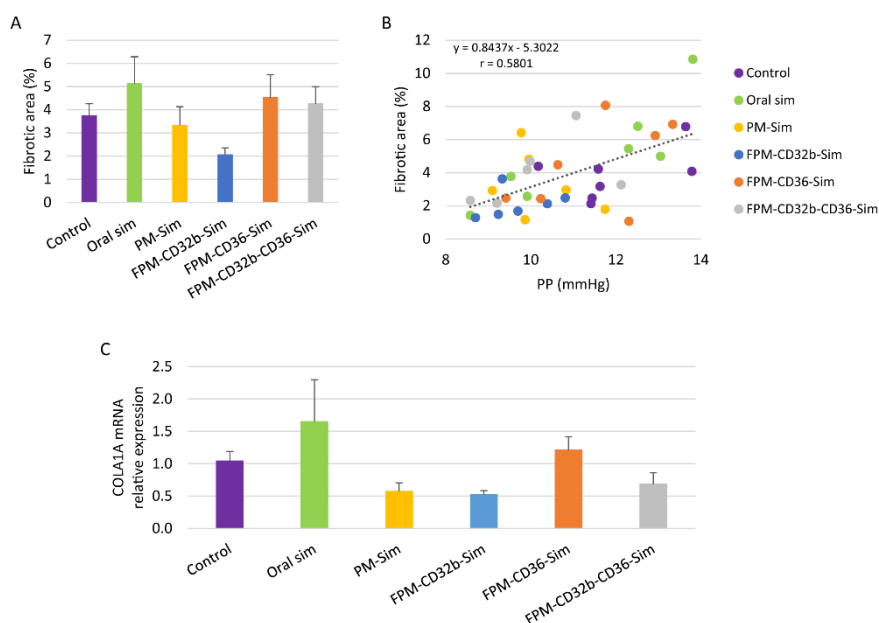 A
7
6
5
4
3
2
1
0
Fibrotic area (%)
Control
Oral sim
PM-Sim
FPM-CD32b-Sim
FPM-CD36-Sim
FPM-CD32b-CD36-Sim
B
y = 0.8437x - 5.3022
r = 0.5801
12
10
8
6
4
2
0
Fibrotic area (%)
8
10
12
14
PP (mmHg)
Control
Oral sim
PM-Sim
FPM-CD32b-Sim
FPM-CD36-Sim
FPM-CD32b-CD36-Sim
C
2.5
2.0
1.5
1.0
0.5
0.0
COLA1A mRNA
relative expression
Control
Oral sim
PM-Sim
FPM-CD32b-Sim
FPM-CD36-Sim
FPM-CD32b-CD36-Sim